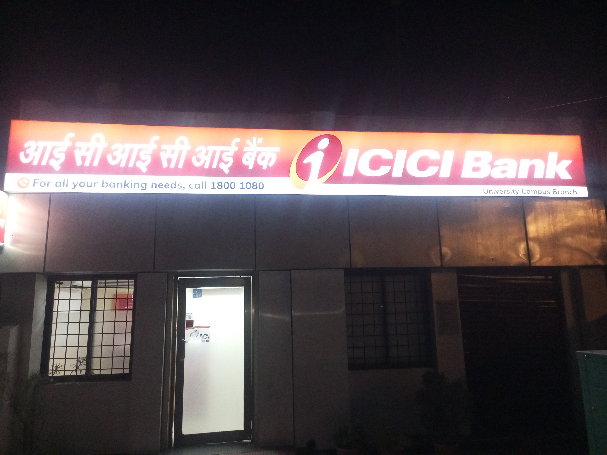 आई सी आई सी आई बैंक
i ICICI Bank
For all your banking needs, call 1800 1080
University Campus Branch